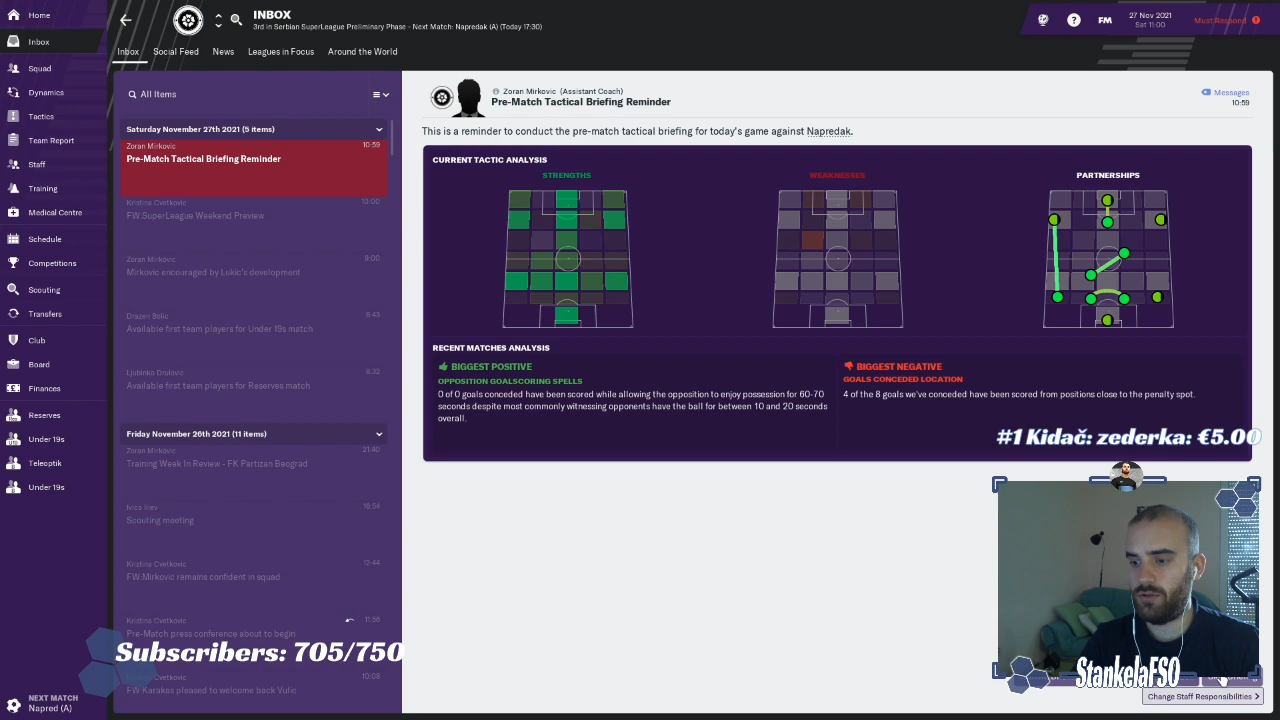 Home
Inbox
Squad
Dynamics
Tactics
Team Report
Staff
Training
Medical Centre
Schedule
Competitions
Scouting
Transfers
Club
Board
Finances
Reserves
Under 19s
Teleoptik
Under 19s
NEXT MATCH
Napred (A)
INBOX
3rd in Serbian SuperLeague Preliminary Phase - Next Match: Napredak (A) (Today 17:30)
? FM
27 Nov 2021
Sat 11:00
Must Respond
Inbox Social Feed News Leagues in Focus Around the World
All Items
Saturday November 27th 2021 (5 items)
Zoran Mirkovic 10:59
Pre-Match Tactical Briefing Reminder
Kristina Cvetkovic 10:00
FW:SuperLeague Weekend Preview
Zoran Mirkovic 9:00
Mirkovic encouraged by Lukic's development
Drazen Bolic 8:43
Available first team players for Under 19s match
Ljubinko Drulovic 8:32
Available first team players for Reserves match
Friday November 26th 2021 (11 items)
Zoran Mirkovic 21:40
Training Week In Review - FK Partizan Beograd
Ivica Iliev 16:54
Scouting meeting
Kristina Cvetkovic 12:44
FW:Mirkovic remains confident in squad
Kristina Cvetkovic 11:56
Pre-Match press conference about to begin
Subscribers: 705/750
Cvetkovic 10:08
FW:Karakas pleased to welcome back Vulic
Zoran Mirkovic (Assistant Coach)
Pre-Match Tactical Briefing Reminder
Messages
10:59
This is a reminder to conduct the pre-match tactical briefing for today's game against Napredak.
CURRENT TACTIC ANALYSIS
STRENGTHS WEAKNESSES PARTNERSHIPS
RECENT MATCHES ANALYSIS
BIGGEST POSITIVE
OPPOSITION GOALSCORING SPELLS
0 of 0 goals conceded have been scored while allowing the opposition to enjoy possession for 60-70
seconds despite most commonly witnessing opponents have the ball for between 10 and 20 seconds
overall.
BIGGEST NEGATIVE
GOALS CONCEDED LOCATION
4 of the 8 goals we've conceded have been scored from positions close to the penalty spot.
#1 Kidač: zederka: €5.00
StankelaFSO
Change Staff Responsibilities